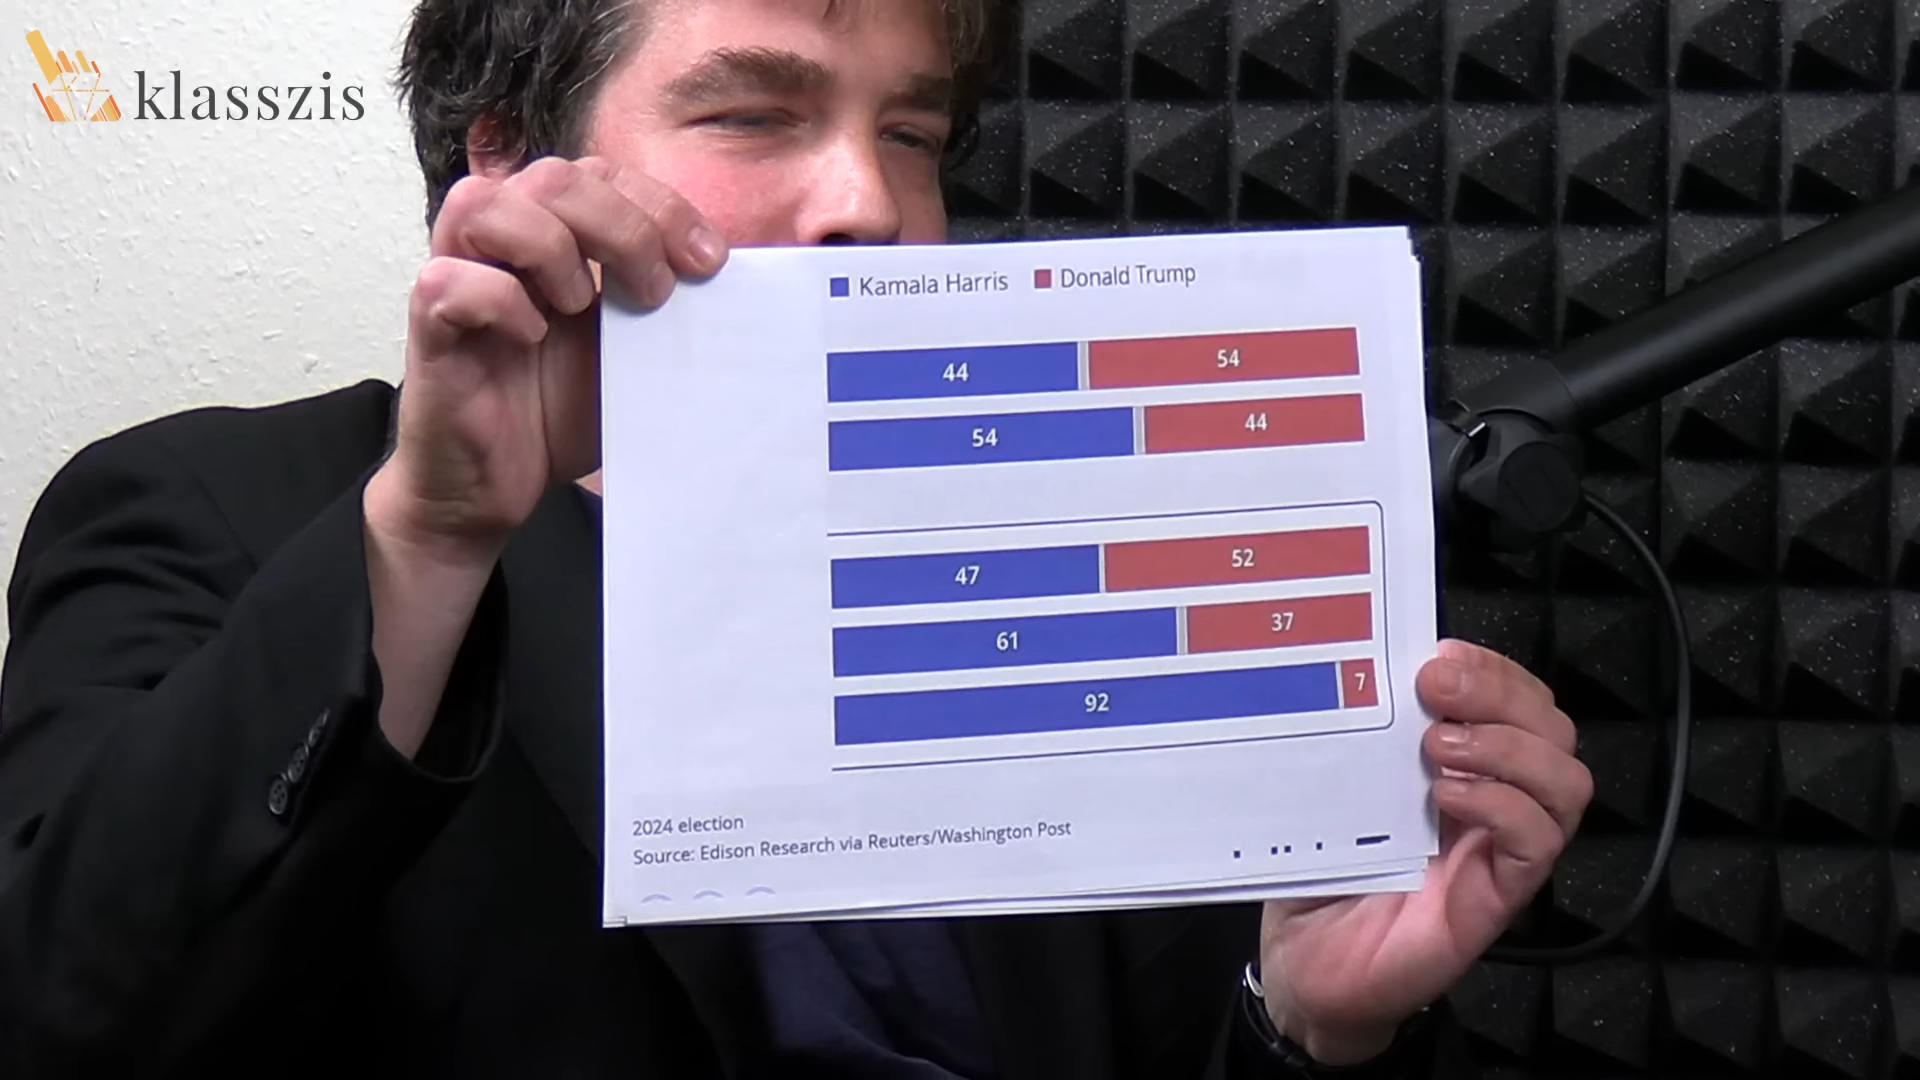 klasszis
Kamala Harris Donald Trump
44 54
54 44
47 52
61 37
92 7
2024 election
Source: Edison Research via Reuters/Washington Post